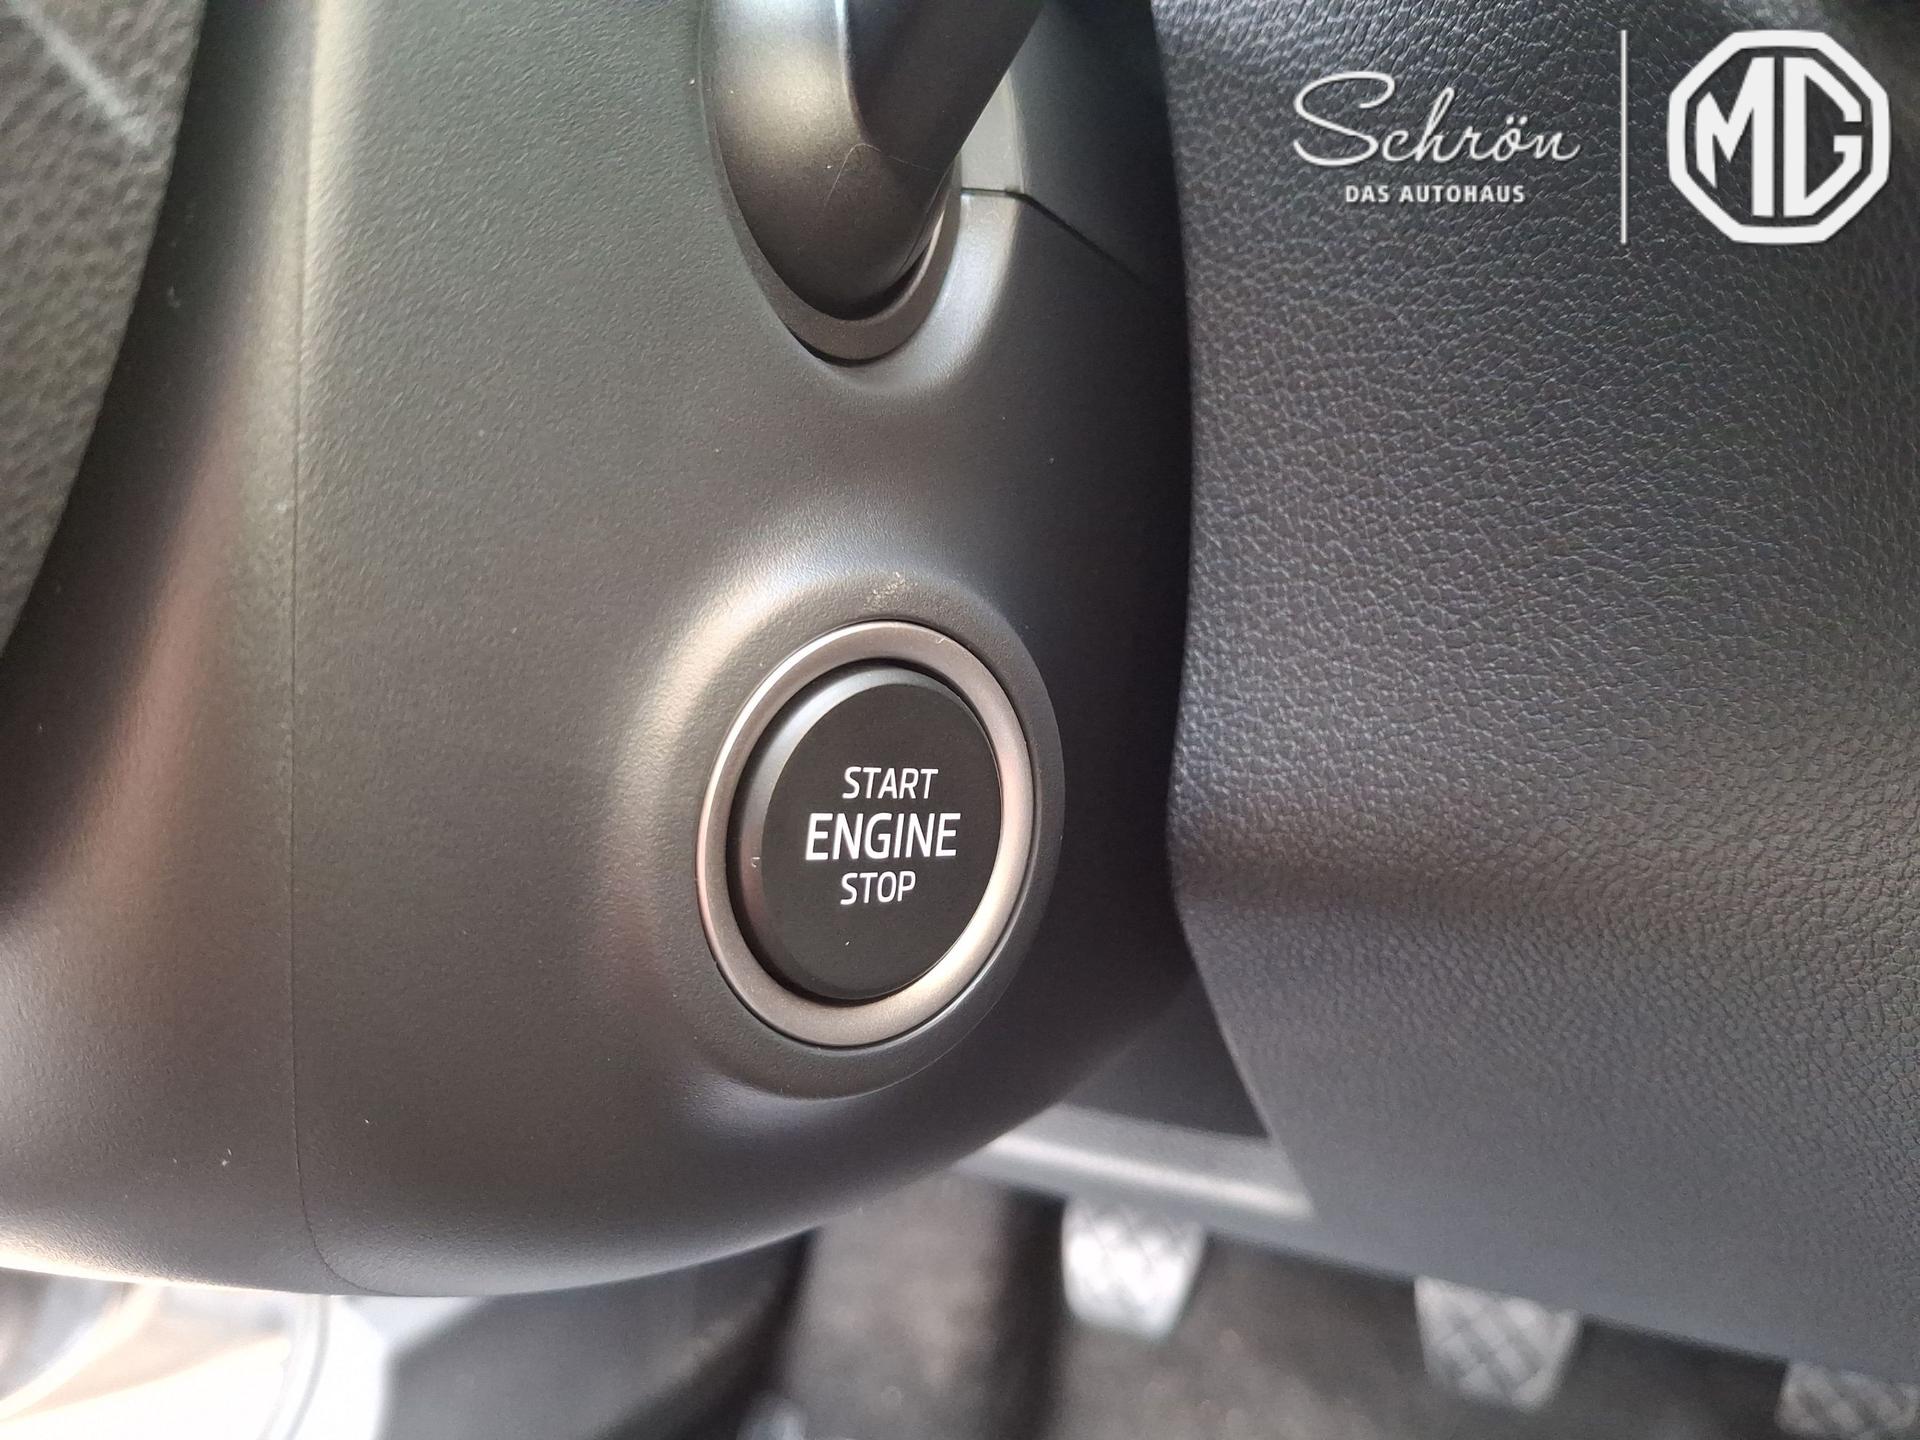 Schrön
DAS AUTOHAUS
MG
START
ENGINE
STOP